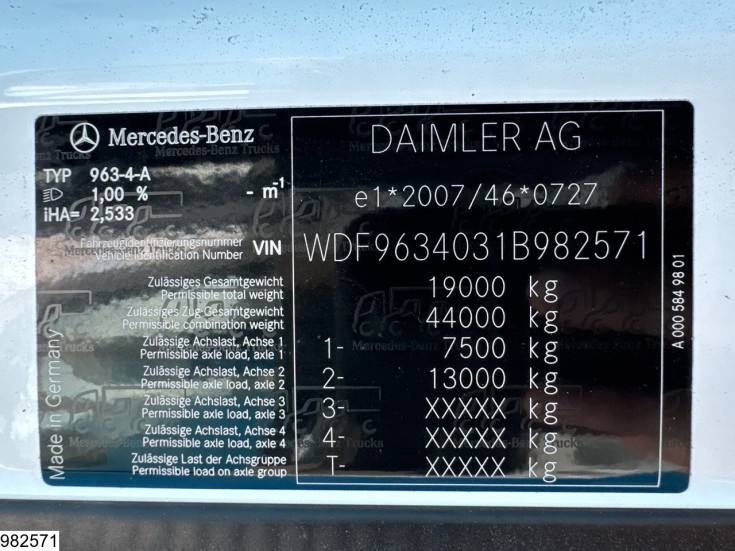 Mercedes-Benz
DAIMLER AG
TYP 963-4-A
1,00 % - m⁻¹
iHA= 2,533
e1*2007/46*0727
Fahrzeugidentifizierungsnummer
Vehicle Identification Number VIN WDF9634031B982571
Zulässiges Gesamtgewicht
Permissible total weight 19000 kg
Zulässiges Zug-Gesamtgewicht
Permissible combination weight 44000 kg
Zulässige Achslast, Achse 1
Permissible axle load, axle 1 1- 7500 kg
Zulässige Achslast, Achse 2
Permissible axle load, axle 2 2- 13000 kg
Zulässige Achslast, Achse 3
Permissible axle load, axle 3 3- XXXXX kg
Zulässige Achslast, Achse 4
Permissible axle load, axle 4 4- XXXXX kg
Zulässige Last der Achsgruppe
Permissible load on axle group T- XXXXX kg
Made in Germany
A 000 584 98 01
982571